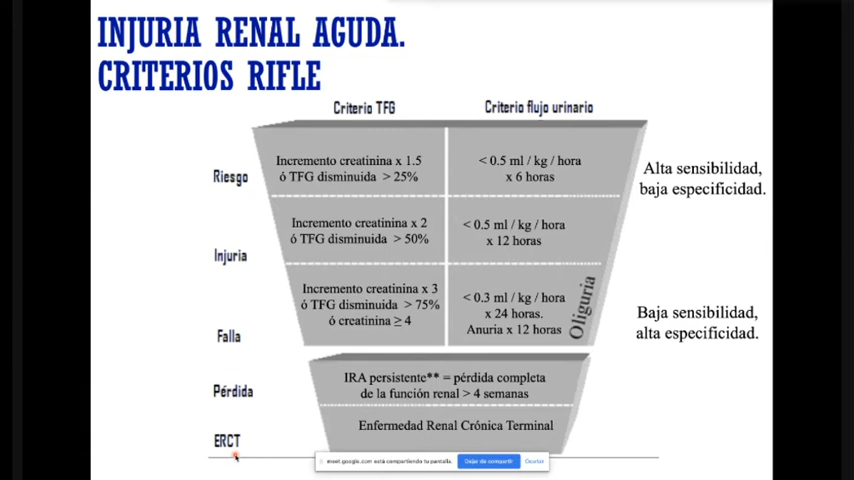 INJURIA RENAL AGUDA.
CRITERIOS RIFLE
Criterio TFG
Criterio flujo urinario
Riesgo
Incremento creatinina x 1.5
ó TFG disminuida > 25%
< 0.5 ml / kg / hora
x 6 horas
Alta sensibilidad,
baja especificidad.
Injuria
Incremento creatinina x 2
ó TFG disminuida > 50%
< 0.5 ml / kg / hora
x 12 horas
Falla
Incremento creatinina x 3
ó TFG disminuida > 75%
ó creatinina ≥ 4
< 0.3 ml / kg / hora
x 24 horas.
Anuria x 12 horas
Oliguria
Baja sensibilidad,
alta especificidad.
Pérdida
IRA persistente** = pérdida completa
de la función renal > 4 semanas
ERCT
Enfermedad Renal Crónica Terminal
meet.google.com está compartiendo tu pantalla.
Dejar de compartir
Ocultar